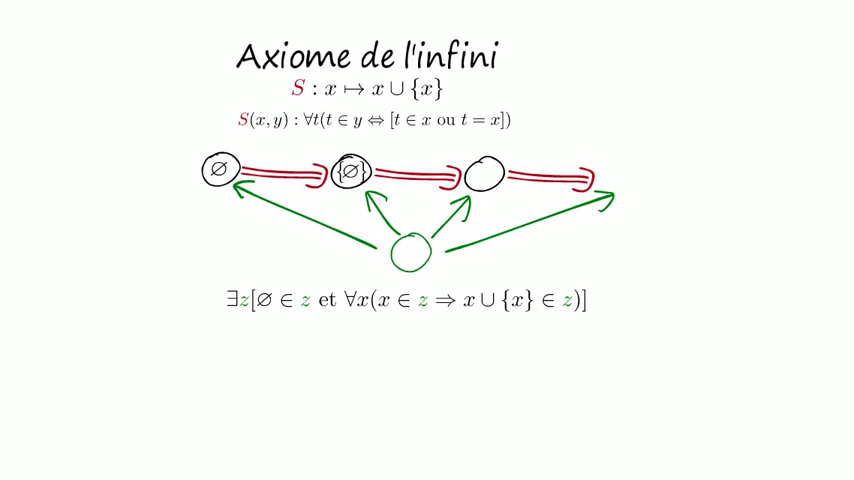 Axiome de l'infini
S : x ↦ x ∪ {x}
S(x, y) : ∀t(t ∈ y ⇔ [t ∈ x ou t = x])
∅ {∅}
∃z[∅ ∈ z et ∀x(x ∈ z ⇒ x ∪ {x} ∈ z)]